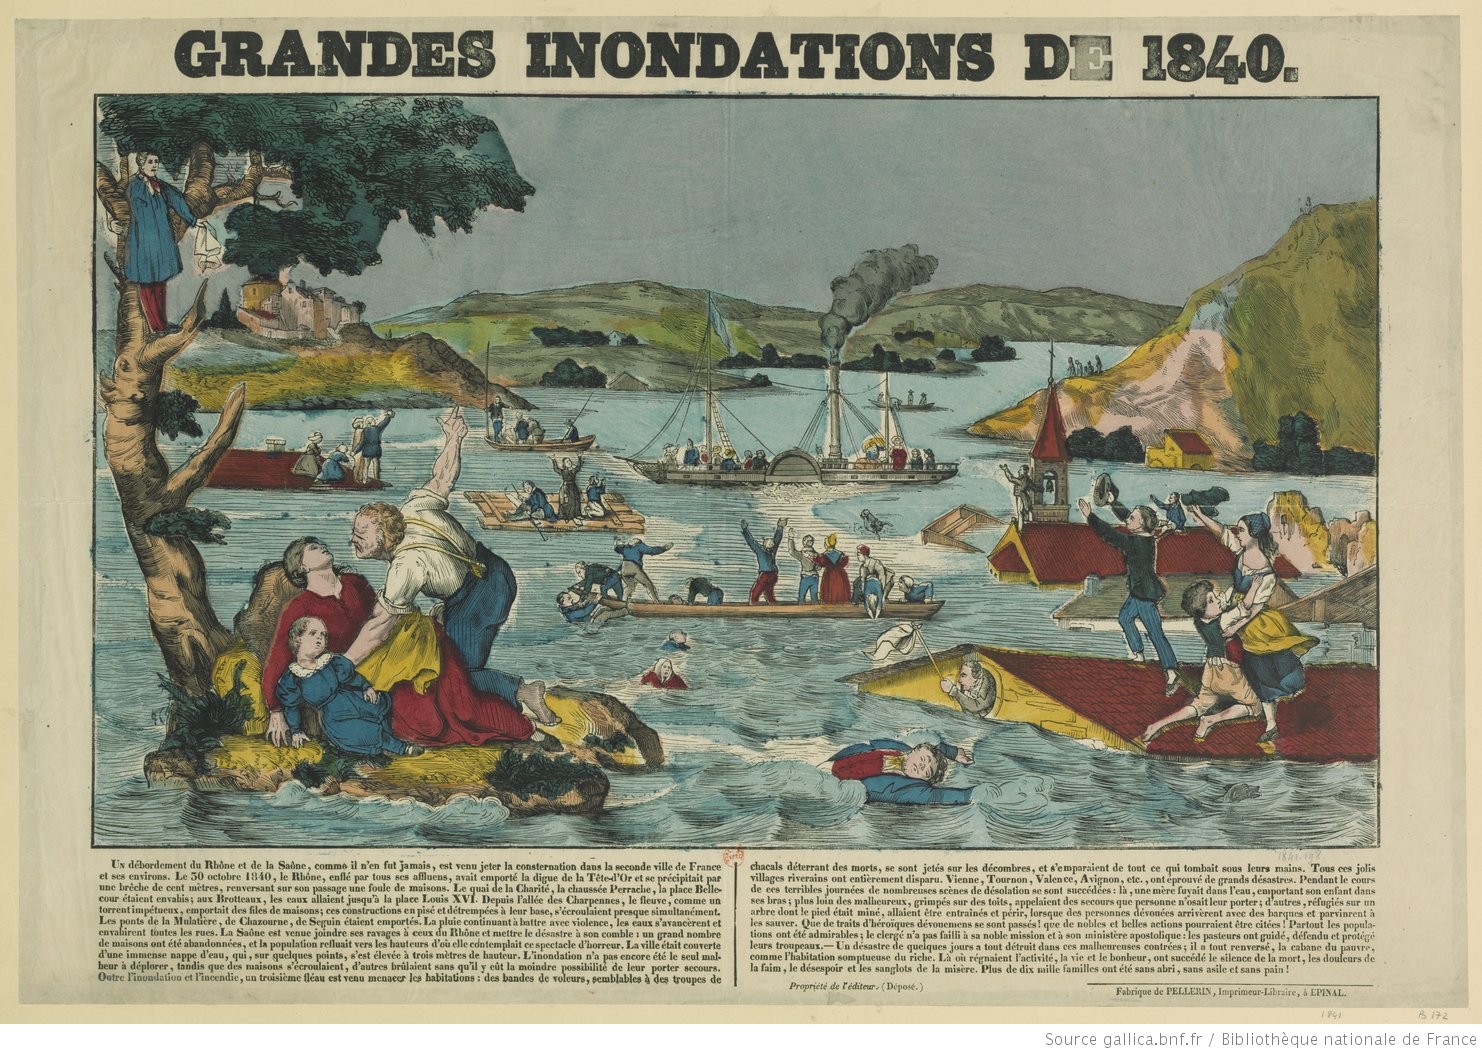 GRANDES INONDATIONS DE 1840.
Un débordement du Rhône et de la Saône, comme il n'en fut jamais, est venu jeter la consternation dans la seconde ville de France
et ses environs. Le 30 octobre 1840, le Rhône, enflé par tous ses affluens, avait emporté la digue de la Tête-d'Or et se précipitait par
une brèche de cent mètres, renversant sur son passage une foule de maisons. Le quai de la Charité, la chaussée Perrache, la place Belle-
cour étaient envahis; aux Brotteaux, les eaux allaient jusqu'à la place Louis XVI. Depuis l'allée des Charpennes, le fleuve, comme un
torrent impétueux, emportait des files de maisons; ces constructions en pisé et détrempées à leur base, s'écroulaient presque simultanément.
Les ponts de la Mulatière, de Chazourne, de Seguin étaient emportés. La pluie continuant à battre avec violence, les eaux s'avancèrent et
envahirent toutes les rues. La Saône est venue joindre ses ravages à ceux du Rhône et mettre le désastre à son comble: un grand nombre
de maisons ont été abandonnées, et la population refluait vers les hauteurs d'où elle contemplait ce spectacle d'horreur. La ville était couverte
d'une immense nappe d'eau, qui, sur quelques points, s'est élevée à trois mètres de hauteur. L'inondation n'a pas encore été le seul mal-
heur à déplorer, tandis que des maisons s'écroulaient, d'autres brûlaient sans qu'il y eût la moindre possibilité de leur porter secours.
Outre l'inondation et l'incendie, un troisième fléau est venu menacer les habitations: des bandes de voleurs, semblables à des troupes de
chacals déterrant des morts, se sont jetés sur les décombres, et s'emparaient de tout ce qui tombait sous leurs mains. Tous ces jolis
villages riverains ont entièrement disparu. Vienne, Tournon, Valence, Avignon, etc., ont éprouvé de grands désastres. Pendant le cours
de ces terribles journées de nombreuses scènes de désolation se sont succédées: là, une mère fuyait dans l'eau, emportant son enfant dans
ses bras; plus loin des malheureux, grimpés sur des toits, appelaient des secours que personne n'osait leur porter; d'autres, réfugiés sur un
arbre dont le pied était miné, allaient être entraînés et périr, lorsque des personnes dévouées arrivèrent avec des barques et parvinrent à
les sauver. Que de traits d'héroïques dévouemens se sont passés! que de nobles et belles actions pourraient être citées! Partout les popula-
tions ont été admirables; le clergé n'a pas failli à sa noble mission et à son ministère apostolique: les pasteurs ont guidé, défendu et protégé
leurs troupeaux.— Un désastre de quelques jours a tout détruit dans ces malheureuses contrées; il a tout renversé, la cabane du pauvre,
comme l'habitation somptueuse du riche. Là où régnaient l'activité, la vie et le bonheur, ont succédé le silence de la mort, les douleurs de
la faim, le désespoir et les sanglots de la misère. Plus de dix mille familles ont été sans abri, sans asile et sans pain!
Propriété de l'éditeur. (Déposé.)
Fabrique de PELLERIN, Imprimeur-Libraire, à EPINAL.
1841
B. 172
Source gallica.bnf.fr / Bibliothèque nationale de France